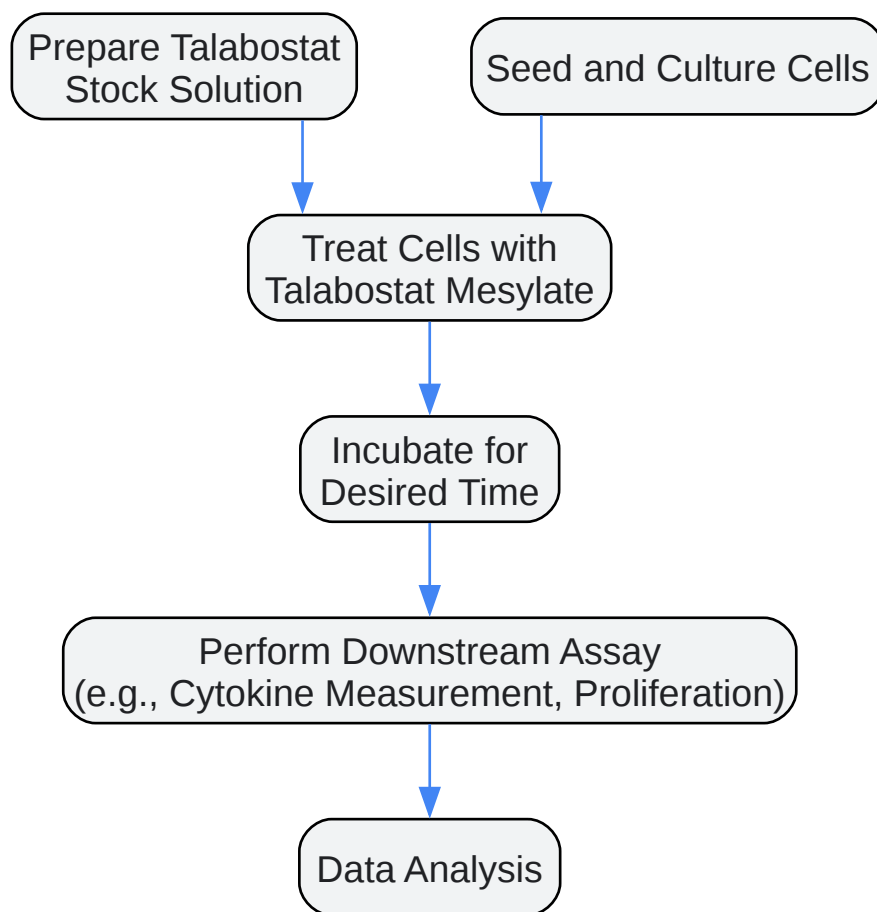 Prepare Talabostat
Stock Solution
Seed and Culture Cells
Treat Cells with
Talabostat Mesylate
Incubate for
Desired Time
Perform Downstream Assay
(e.g., Cytokine Measurement, Proliferation)
Data Analysis